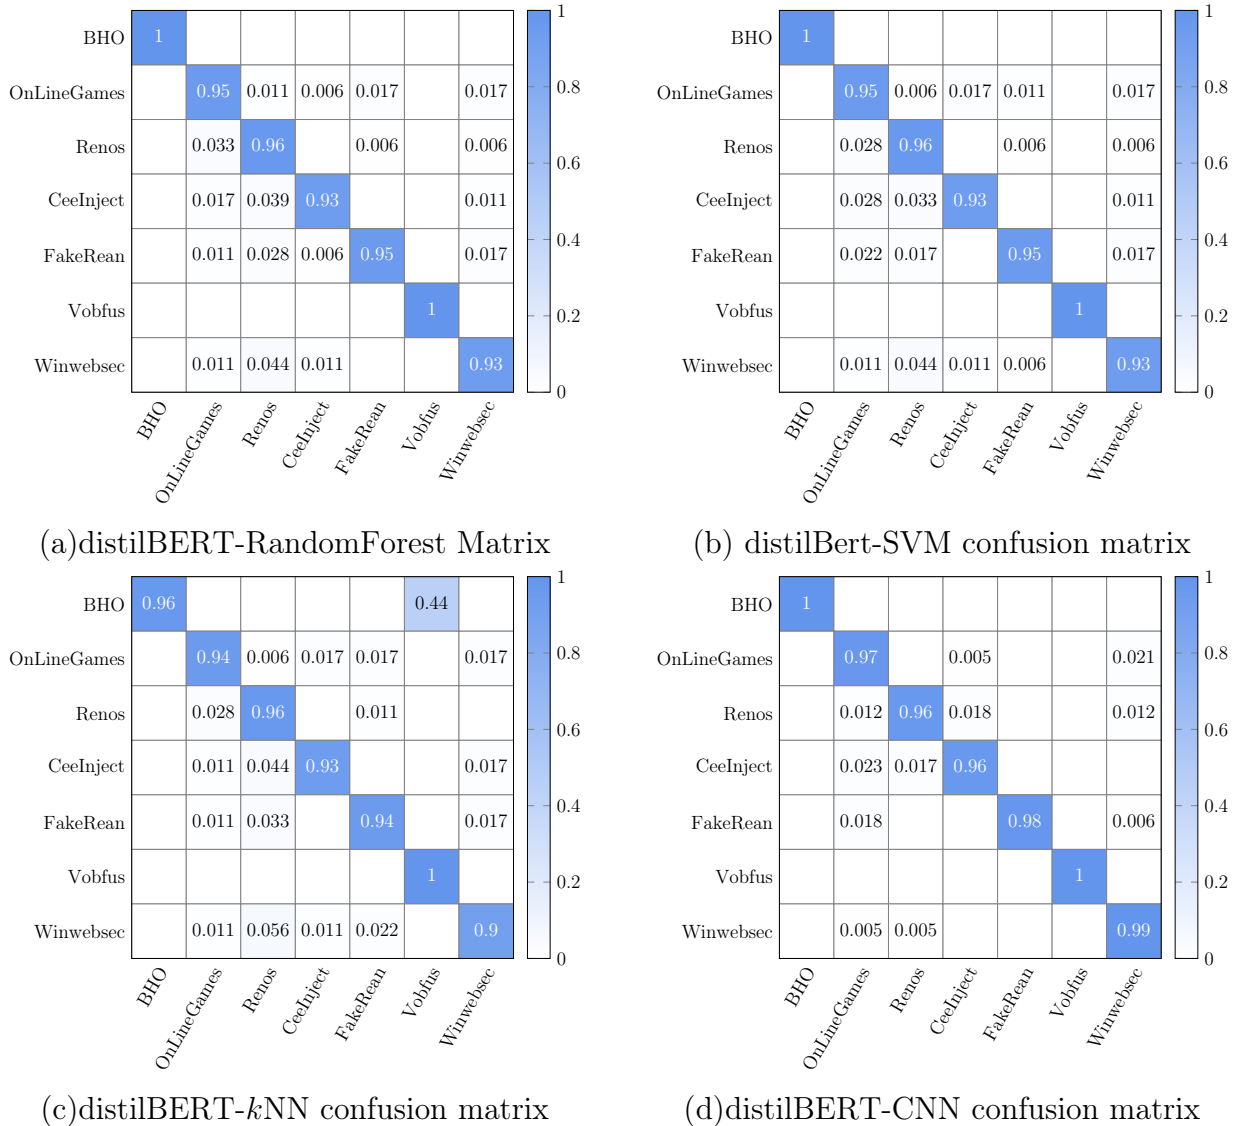 BHO 1 1
OnLineGames 0.95 0.011 0.006 0.017 0.017 0.8
Renos 0.033 0.96 0.006 0.006 0.6
CeeInject 0.017 0.039 0.93 0.011
FakeRean 0.011 0.028 0.006 0.95 0.017 0.4
Vobfus 1 0.2
Winwebsec 0.011 0.044 0.011 0.93 0
BHO OnLineGames Renos CeeInject FakeRean Vobfus Winwebsec
(a)distilBERT-RandomForest Matrix
BHO 1 1
OnLineGames 0.95 0.006 0.017 0.011 0.017 0.8
Renos 0.028 0.96 0.006 0.006 0.6
CeeInject 0.028 0.033 0.93 0.011
FakeRean 0.022 0.017 0.95 0.017 0.4
Vobfus 1 0.2
Winwebsec 0.011 0.044 0.011 0.006 0.93 0
BHO OnLineGames Renos CeeInject FakeRean Vobfus Winwebsec
(b) distilBert-SVM confusion matrix
BHO 0.96 0.44 1
OnLineGames 0.94 0.006 0.017 0.017 0.017 0.8
Renos 0.028 0.96 0.011 0.6
CeeInject 0.011 0.044 0.93 0.017
FakeRean 0.011 0.033 0.94 0.017 0.4
Vobfus 1 0.2
Winwebsec 0.011 0.056 0.011 0.022 0.9 0
BHO OnLineGames Renos CeeInject FakeRean Vobfus Winwebsec
(c)distilBERT-kNN confusion matrix
BHO 1 1
OnLineGames 0.97 0.005 0.021 0.8
Renos 0.012 0.96 0.018 0.012 0.6
CeeInject 0.023 0.017 0.96
FakeRean 0.018 0.98 0.006 0.4
Vobfus 1 0.2
Winwebsec 0.005 0.005 0.99 0
BHO OnLineGames Renos CeeInject FakeRean Vobfus Winwebsec
(d)distilBERT-CNN confusion matrix